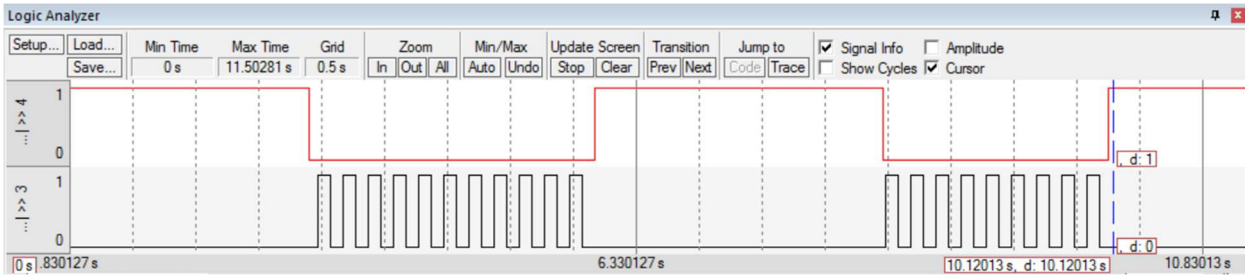 Logic Analyzer
Setup... Load... Min Time Max Time Grid Zoom Min/Max Update Screen Transition Jump to Signal Info Amplitude
Save... 0 s 11.50281 s 0.5 s In Out All Auto Undo Stop Clear Prev Next Code Trace Show Cycles Cursor
1
...| >> 4
0
, d: 1
1
...| >> 3
0
, d: 0
0 s .830127 s 6.330127 s 10.12013 s, d: 10.12013 s 10.83013 s